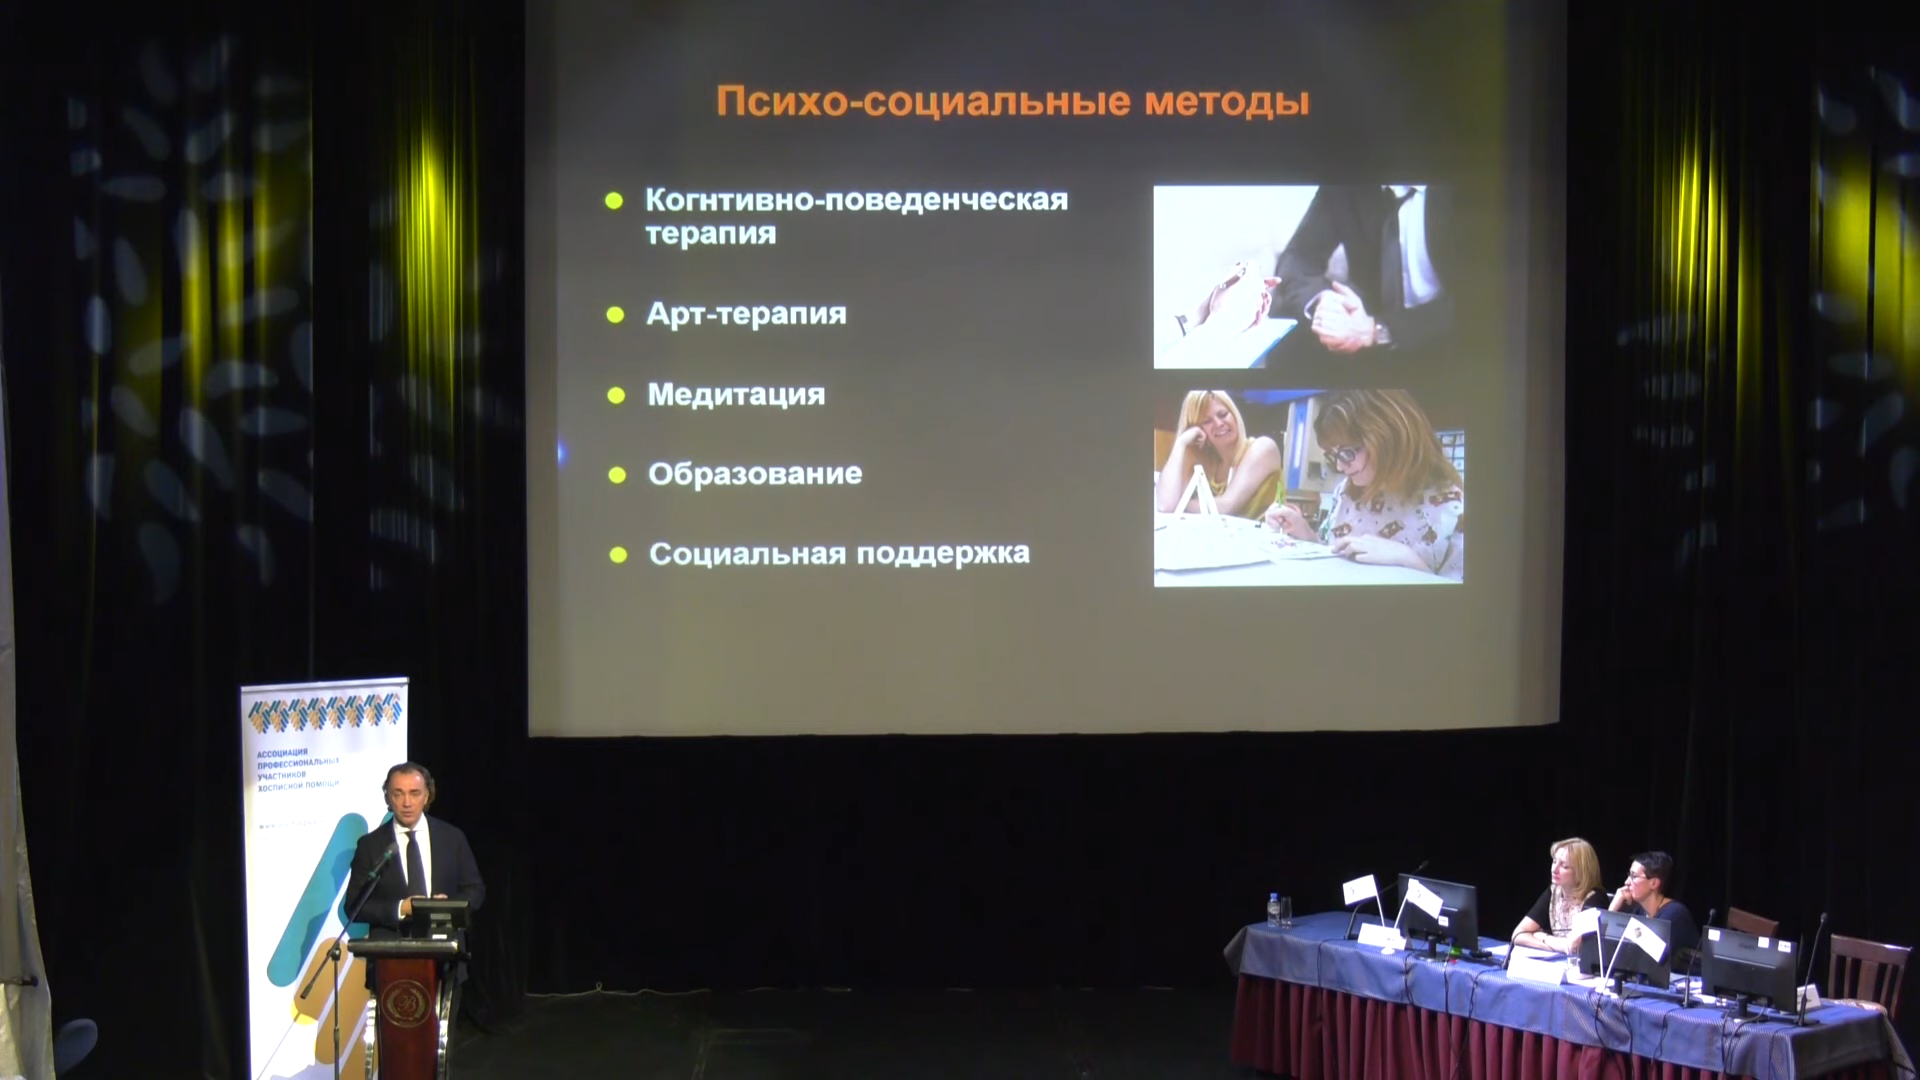 Психо-социальные методы
Когнтивно-поведенческая
терапия
Арт-терапия
Медитация
Образование
Социальная поддержка
АССОЦИАЦИЯ
ПРОФЕССИОНАЛЬНЫХ
УЧАСТНИКОВ
ХОСПИСНОЙ ПОМОЩИ